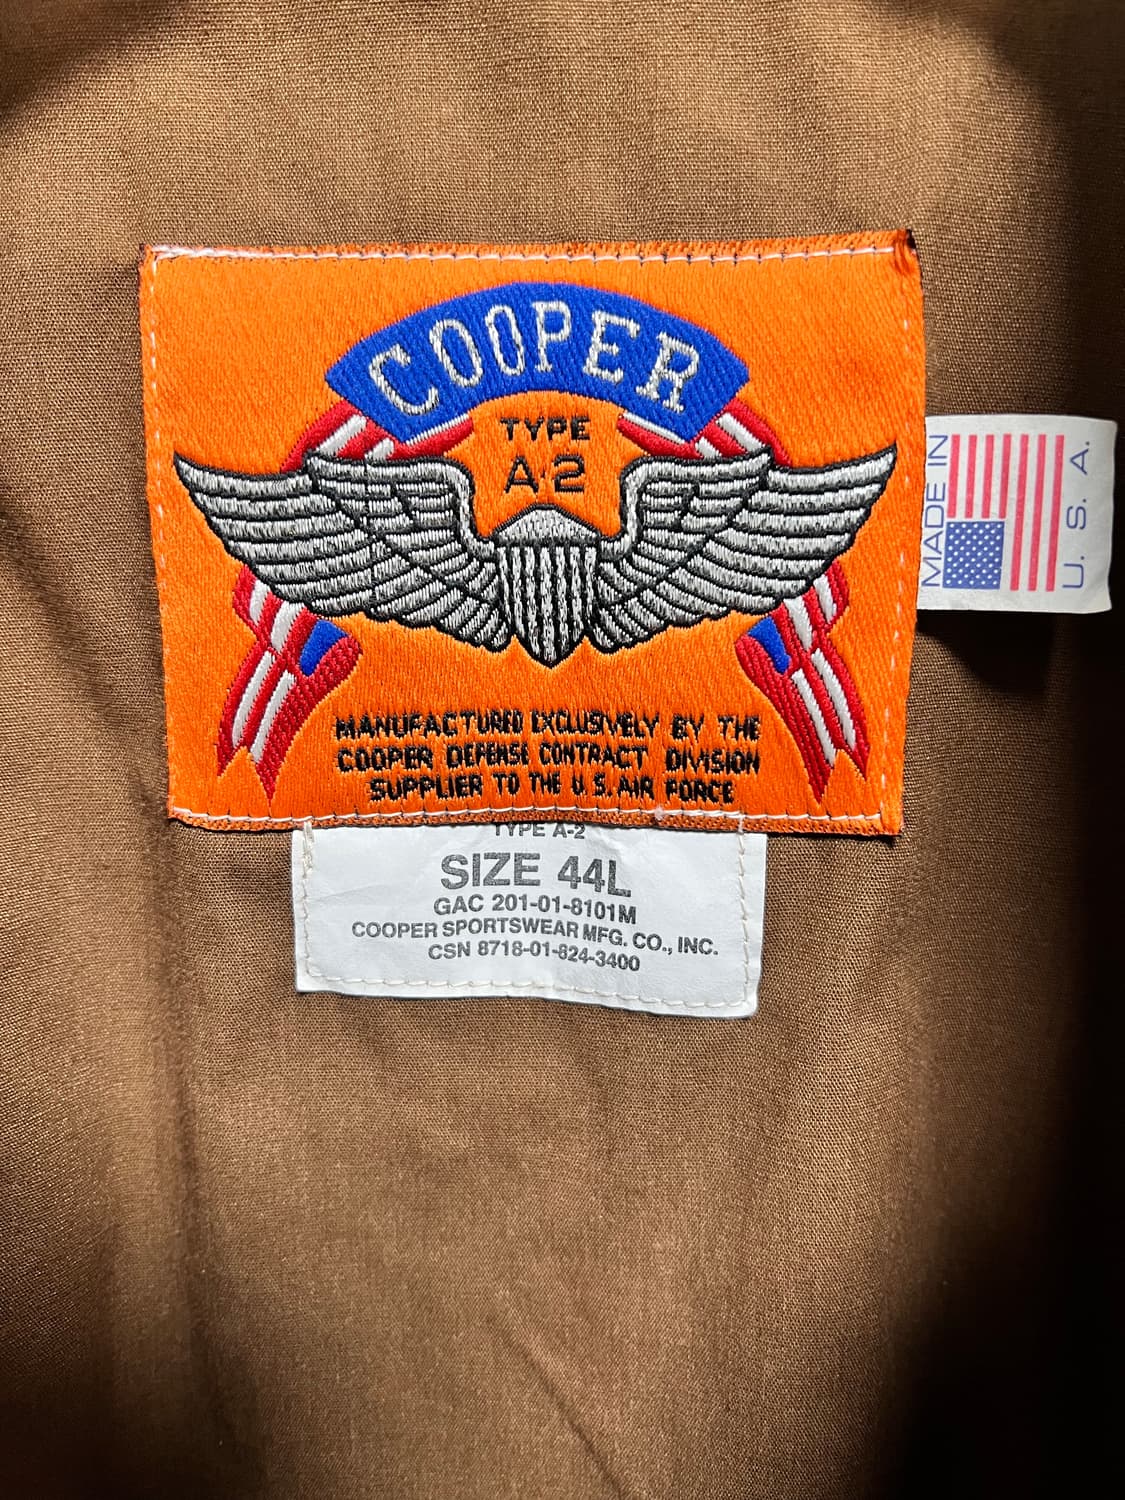 COOPER
TYPE
A-2
MANUFACTURED EXCLUSIVELY BY THE
COOPER DEFENSE CONTRACT DIVISION
SUPPLIER TO THE U.S. AIR FORCE
MADE IN
U. S. A.
TYPE A-2
SIZE 44L
GAC 201-01-8101M
COOPER SPORTSWEAR MFG. CO., INC.
CSN 8718-01-624-3400